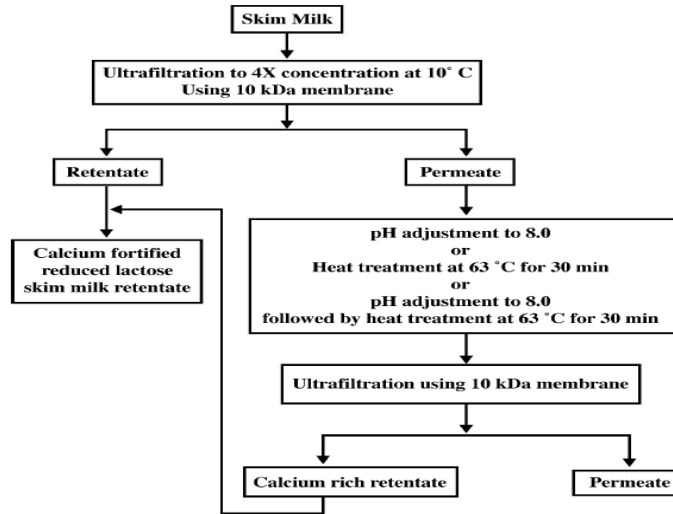 Skim Milk
Ultrafiltration to 4X concentration at 10° C
Using 10 kDa membrane
Retentate
Permeate
Calcium fortified
reduced lactose
skim milk retentate
pH adjustment to 8.0
or
Heat treatment at 63 °C for 30 min
or
pH adjustment to 8.0
followed by heat treatment at 63 °C for 30 min
Ultrafiltration using 10 kDa membrane
Calcium rich retentate
Permeate